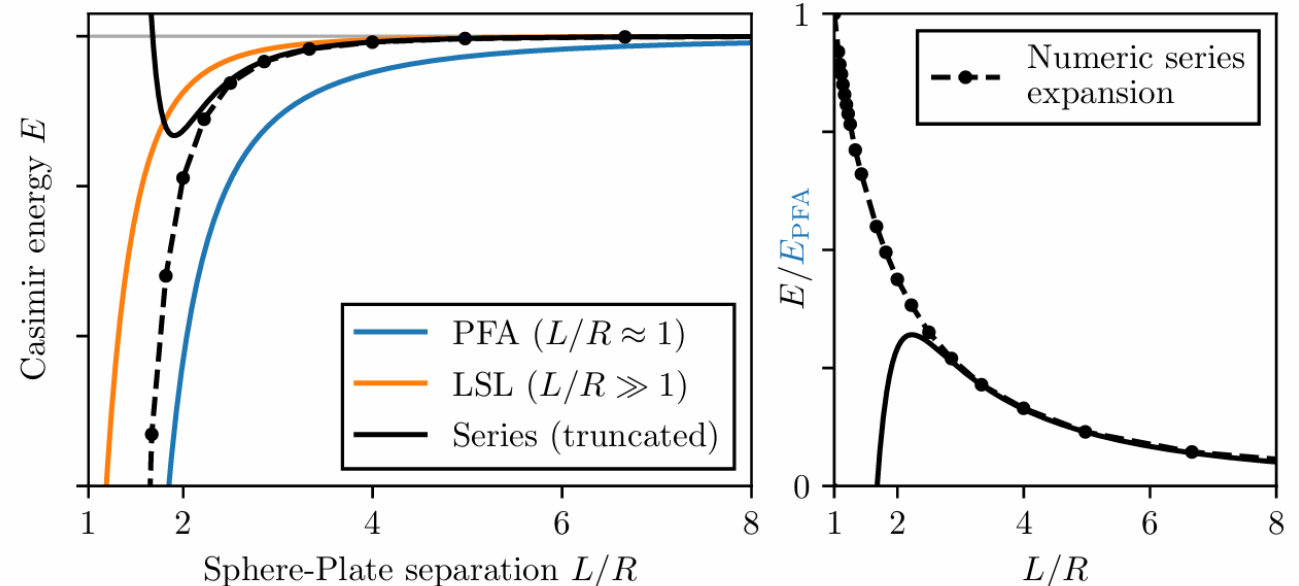 Casimir energy E
PFA (L/R ≈ 1)
LSL (L/R ≫ 1)
Series (truncated)
1 2 4 6 8
Sphere-Plate separation L/R
1
E/E_PFA
Numeric series
expansion
0
1 2 4 6 8
L/R